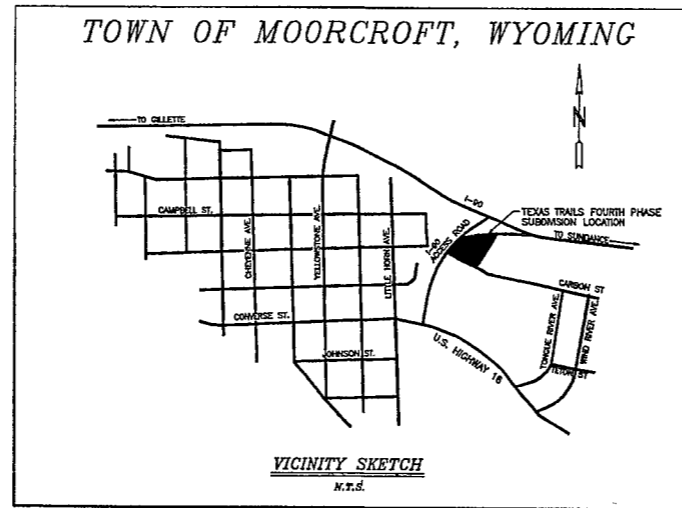 TOWN OF MOORCROFT, WYOMING
N
TO GILLETTE
I-90
TEXAS TRAILS FOURTH PHASE
SUBDIVISION LOCATION
TO SUNDANCE
CAMPBELL ST.
CHEYENNE AVE.
YELLOWSTONE AVE.
LITTLE HORN AVE.
I-90
ACCESS ROAD
CARSON ST
CONVERSE ST.
U.S. HIGHWAY 16
TONGUE RIVER AVE.
WIND RIVER AVE.
JOHNSON ST.
TETON ST
VICINITY SKETCH
N.T.S.